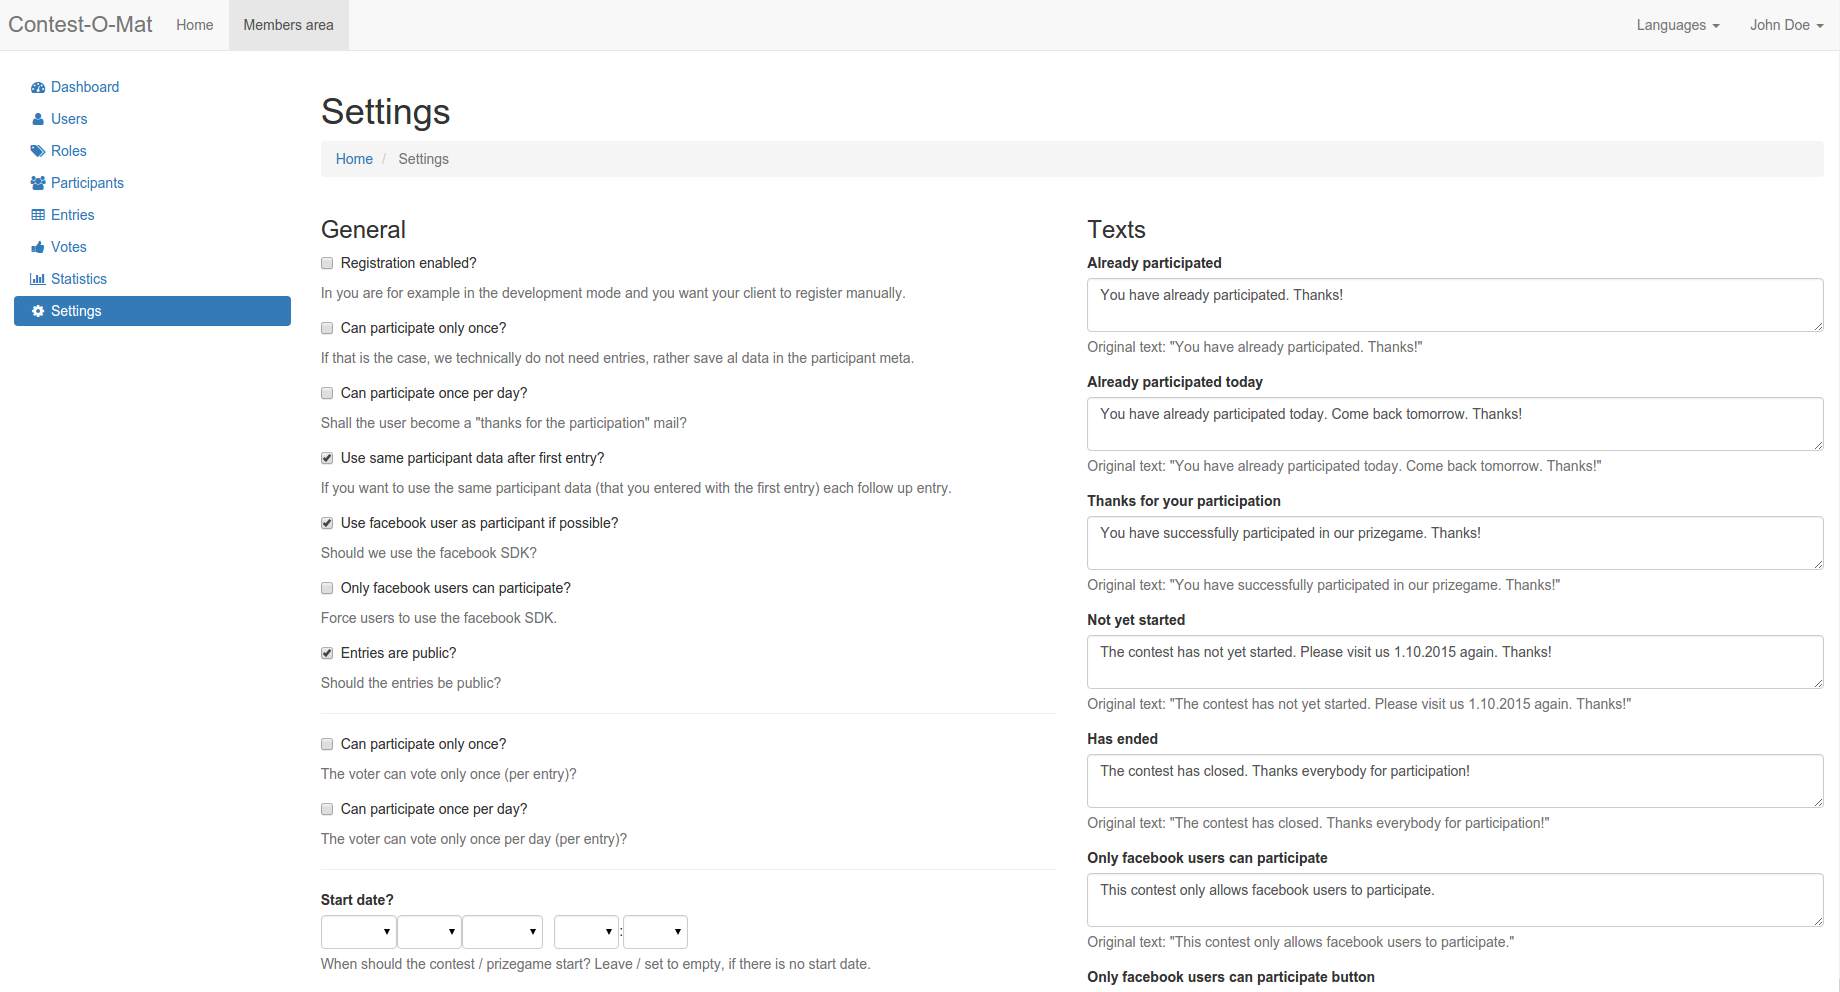 Contest-O-Mat
Home
Members area
Languages
John Doe
Dashboard
Users
Roles
Participants
Entries
Votes
Statistics
Settings
Settings
Home / Settings
General
Registration enabled?
In you are for example in the development mode and you want your client to register manually.
Can participate only once?
If that is the case, we technically do not need entries, rather save al data in the participant meta.
Can participate once per day?
Shall the user become a "thanks for the participation" mail?
Use same participant data after first entry?
If you want to use the same participant data (that you entered with the first entry) each follow up entry.
Use facebook user as participant if possible?
Should we use the facebook SDK?
Only facebook users can participate?
Force users to use the facebook SDK.
Entries are public?
Should the entries be public?
Can participate only once?
The voter can vote only once (per entry)?
Can participate once per day?
The voter can vote only once per day (per entry)?
Start date?
:
When should the contest / prizegame start? Leave / set to empty, if there is no start date.
Texts
Already participated
You have already participated. Thanks!
Original text: "You have already participated. Thanks!"
Already participated today
You have already participated today. Come back tomorrow. Thanks!
Original text: "You have already participated today. Come back tomorrow. Thanks!"
Thanks for your participation
You have successfully participated in our prizegame. Thanks!
Original text: "You have successfully participated in our prizegame. Thanks!"
Not yet started
The contest has not yet started. Please visit us 1.10.2015 again. Thanks!
Original text: "The contest has not yet started. Please visit us 1.10.2015 again. Thanks!"
Has ended
The contest has closed. Thanks everybody for participation!
Original text: "The contest has closed. Thanks everybody for participation!"
Only facebook users can participate
This contest only allows facebook users to participate.
Original text: "This contest only allows facebook users to participate."
Only facebook users can participate button